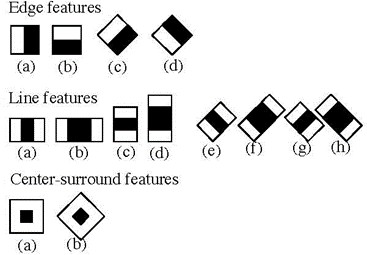 Edge features
(a) (b) (c) (d)
Line features
(a) (b) (c) (d) (e) (f) (g) (h)
Center-surround features
(a) (b)